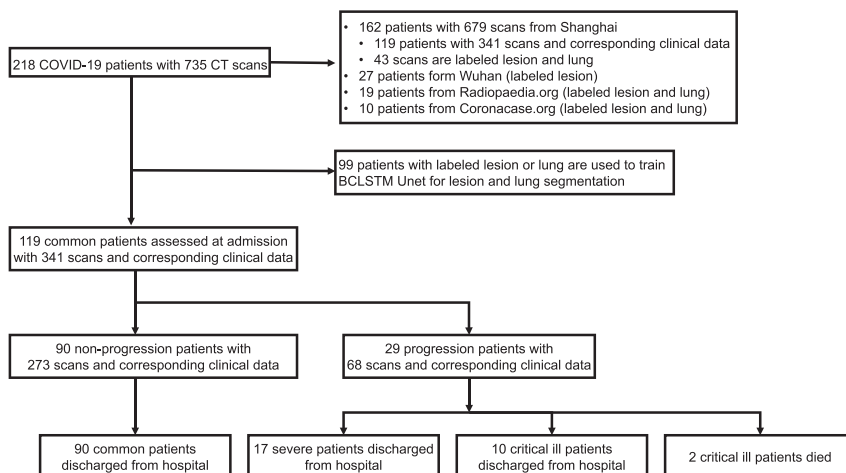 218 COVID-19 patients with 735 CT scans
• 162 patients with 679 scans from Shanghai
• 119 patients with 341 scans and corresponding clinical data
• 43 scans are labeled lesion and lung
• 27 patients form Wuhan (labeled lesion)
• 19 patients from Radiopaedia.org (labeled lesion and lung)
• 10 patients from Coronacase.org (labeled lesion and lung)
99 patients with labeled lesion or lung are used to train
BCLSTM Unet for lesion and lung segmentation
119 common patients assessed at admission
with 341 scans and corresponding clinical data
90 non-progression patients with
273 scans and corresponding clinical data
29 progression patients with
68 scans and corresponding clinical data
90 common patients
discharged from hospital
17 severe patients discharged
from hospital
10 critical ill patients
discharged from hospital
2 critical ill patients died